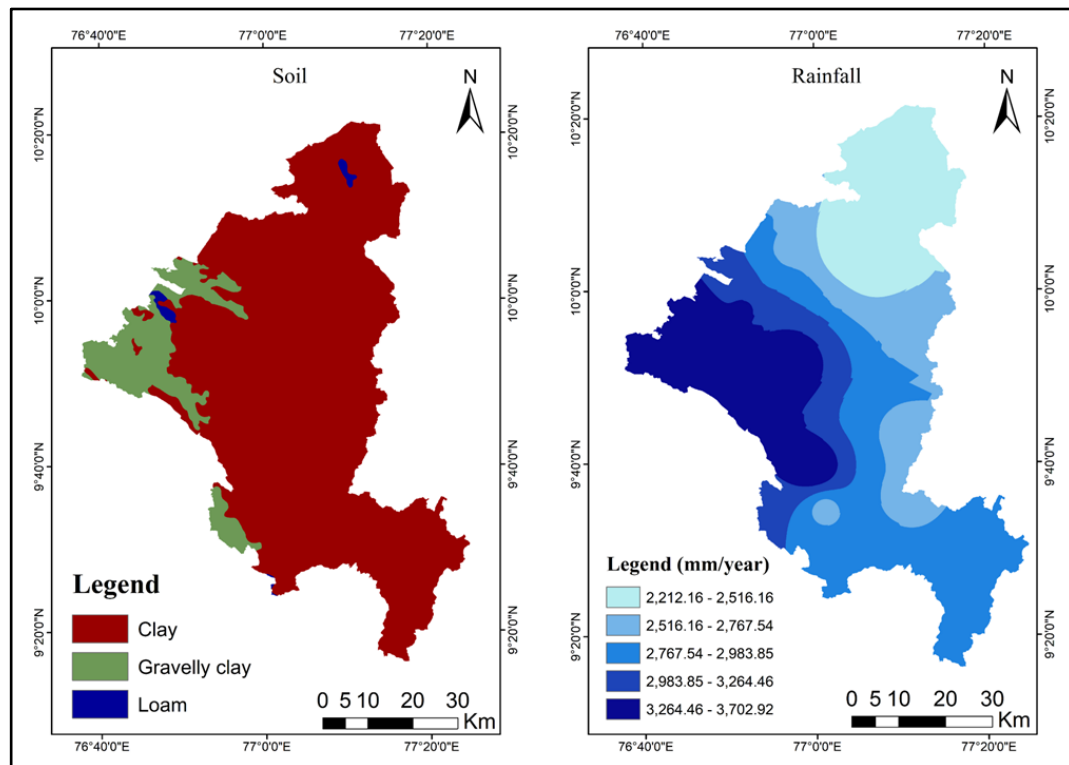 76°40'0"E 77°0'0"E 77°20'0"E
Soil
N
10°20'0"N 10°20'0"N
10°0'0"N 10°0'0"N
9°40'0"N 9°40'0"N
9°20'0"N 9°20'0"N
Legend
Clay
Gravelly clay
Loam
0 5 10 20 30
Km
76°40'0"E 77°0'0"E 77°20'0"E
76°40'0"E 77°0'0"E 77°20'0"E
Rainfall
N
10°20'0"N 10°20'0"N
10°0'0"N 10°0'0"N
9°40'0"N 9°40'0"N
9°20'0"N 9°20'0"N
Legend (mm/year)
2,212.16 - 2,516.16
2,516.16 - 2,767.54
2,767.54 - 2,983.85
2,983.85 - 3,264.46
3,264.46 - 3,702.92
0 5 10 20 30
Km
76°40'0"E 77°0'0"E 77°20'0"E